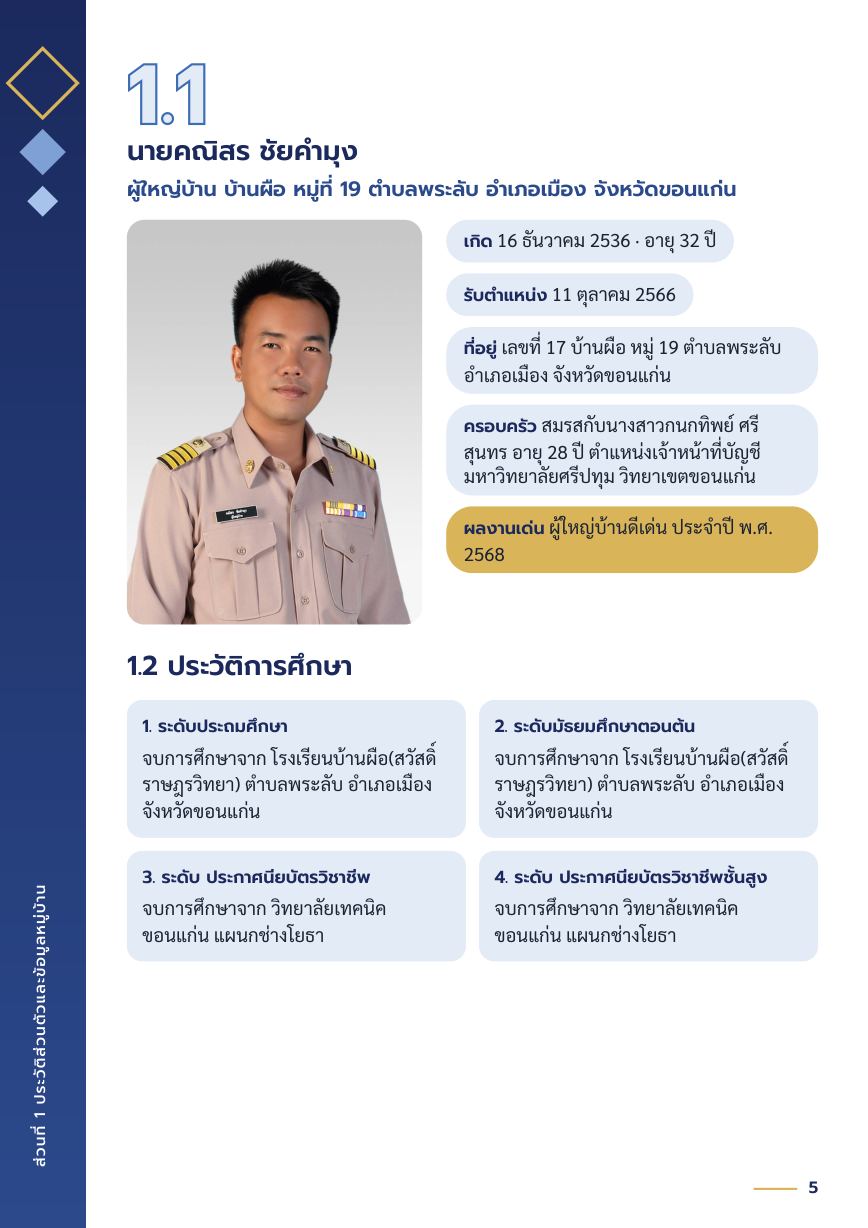 1.1
นายคณิสร ชัยคำมุง
ผู้ใหญ่บ้าน บ้านผือ หมู่ที่ 19 ตำบลพระลับ อำเภอเมือง จังหวัดขอนแก่น
เกิด 16 ธันวาคม 2536 · อายุ 32 ปี
รับตำแหน่ง 11 ตุลาคม 2566
ที่อยู่ เลขที่ 17 บ้านผือ หมู่ 19 ตำบลพระลับ
อำเภอเมือง จังหวัดขอนแก่น
ครอบครัว สมรสกับนางสาวกนกทิพย์ ศรี
สุนทร อายุ 28 ปี ตำแหน่งเจ้าหน้าที่บัญชี
มหาวิทยาลัยศรีปทุม วิทยาเขตขอนแก่น
ผลงานเด่น ผู้ใหญ่บ้านดีเด่น ประจำปี พ.ศ.
2568
1.2 ประวัติการศึกษา
1. ระดับประถมศึกษา
จบการศึกษาจาก โรงเรียนบ้านผือ(สวัสดิ์
ราษฎรวิทยา) ตำบลพระลับ อำเภอเมือง
จังหวัดขอนแก่น
2. ระดับมัธยมศึกษาตอนต้น
จบการศึกษาจาก โรงเรียนบ้านผือ(สวัสดิ์
ราษฎรวิทยา) ตำบลพระลับ อำเภอเมือง
จังหวัดขอนแก่น
3. ระดับ ประกาศนียบัตรวิชาชีพ
จบการศึกษาจาก วิทยาลัยเทคนิค
ขอนแก่น แผนกช่างโยธา
4. ระดับ ประกาศนียบัตรวิชาชีพชั้นสูง
จบการศึกษาจาก วิทยาลัยเทคนิค
ขอนแก่น แผนกช่างโยธา
ส่วนที่ 1 ประวัติส่วนตัวและข้อมูลหมู่บ้าน
5